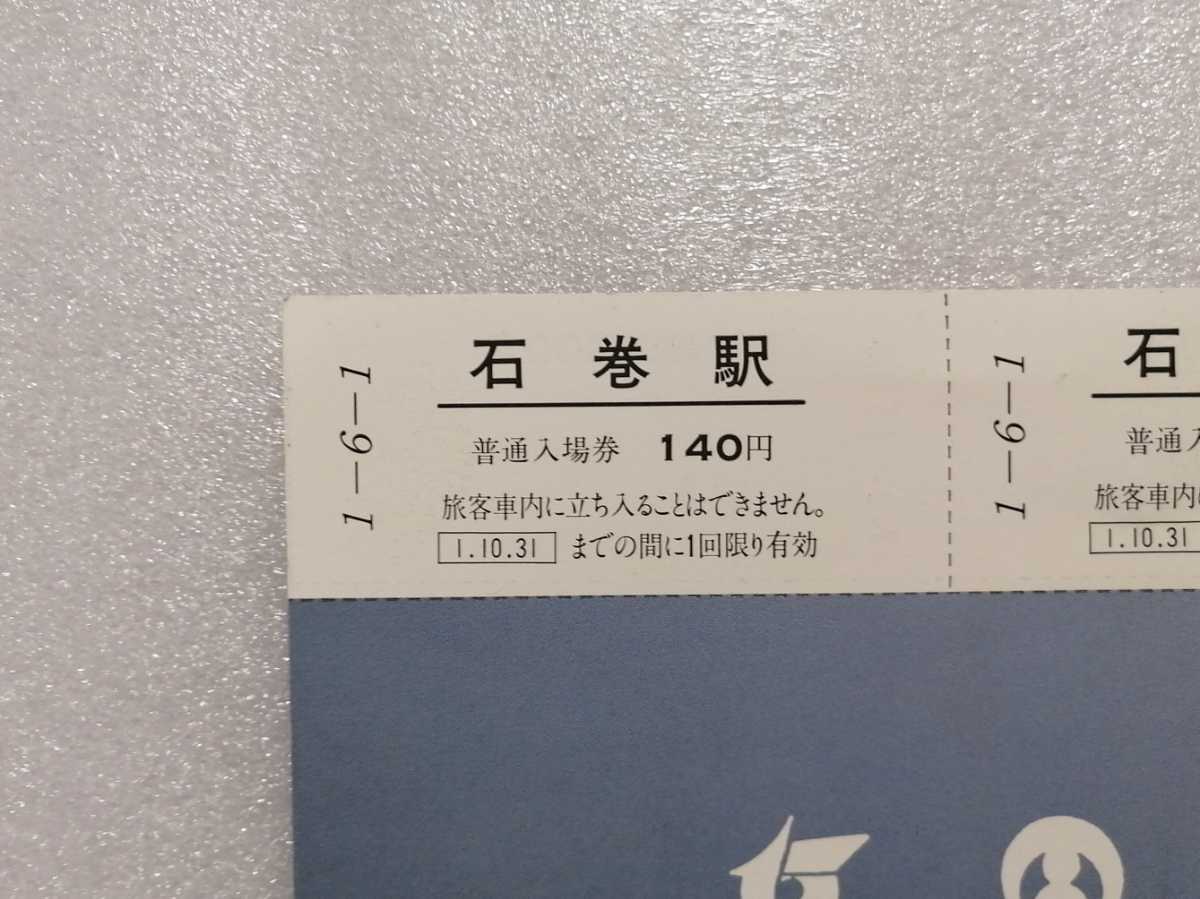 1-6-1
石巻駅
普通入場券 140円
旅客車内に立ち入ることはできません。
1.10.31 までの間に1回限り有効
1-6-1
石
普通入
旅客車内
1.10.31